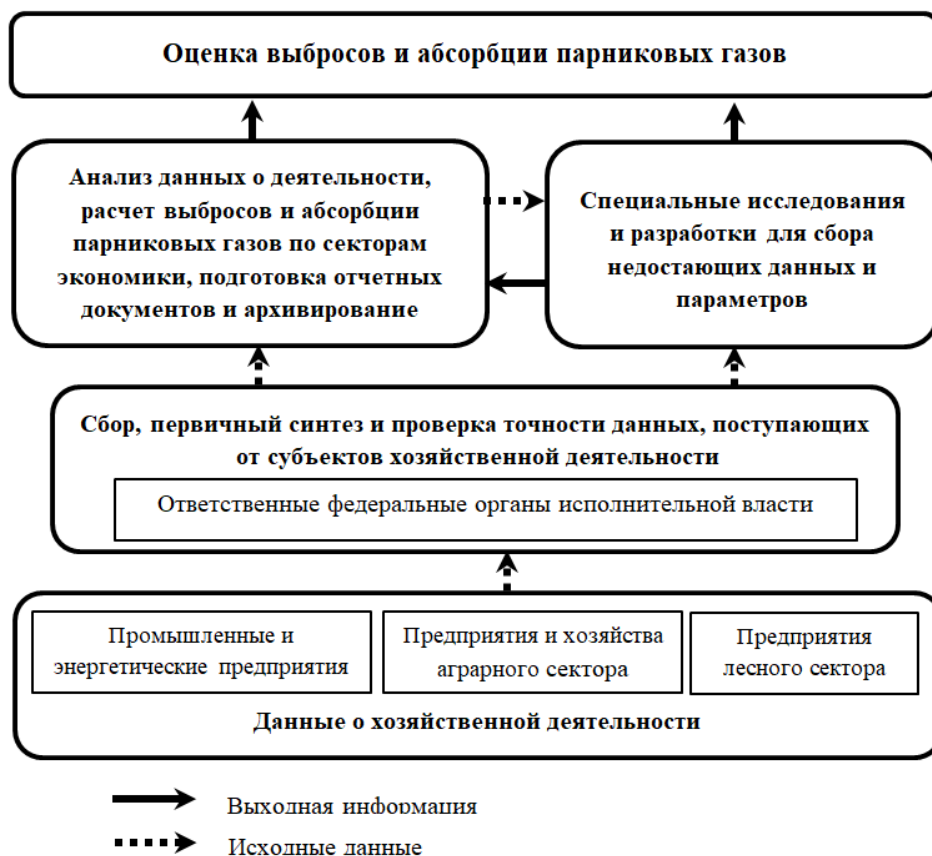 Оценка выбросов и абсорбции парниковых газов
Анализ данных о деятельности,
расчет выбросов и абсорбции
парниковых газов по секторам
экономики, подготовка отчетных
документов и архивирование
Специальные исследования
и разработки для сбора
недостающих данных и
параметров
Сбор, первичный синтез и проверка точности данных, поступающих
от субъектов хозяйственной деятельности
Ответственные федеральные органы исполнительной власти
Промышленные и
энергетические предприятия
Предприятия и хозяйства
аграрного сектора
Предприятия
лесного сектора
Данные о хозяйственной деятельности
Выходная информация
Исходные данные